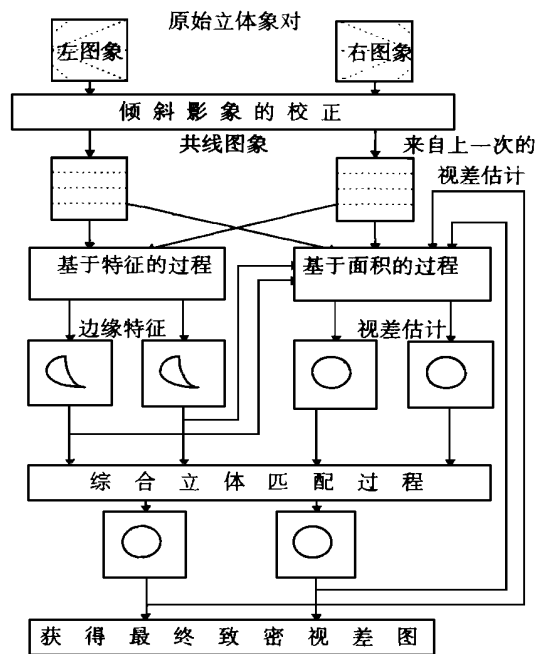 原始立体象对
左图象
右图象
倾斜影象的校正
共线图象
来自上一次的
视差估计
基于特征的过程
基于面积的过程
边缘特征
视差估计
综合立体匹配过程
获得最终致密视差图